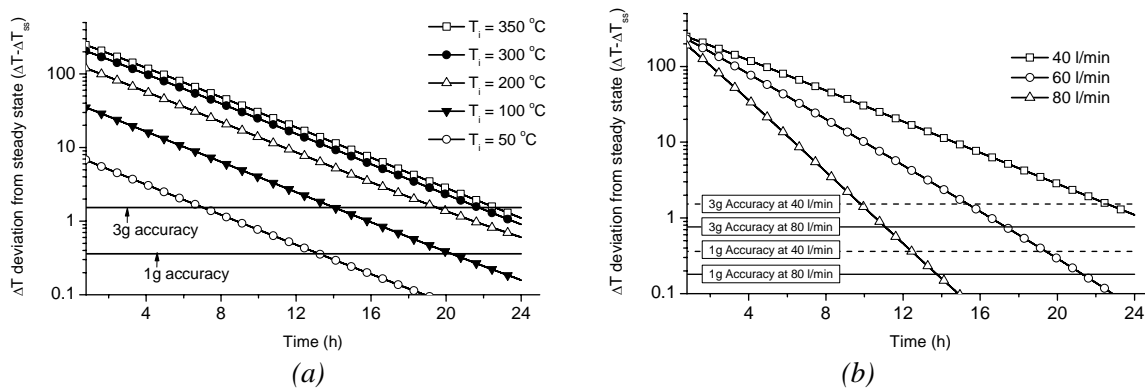 (a)
ΔT deviation from steady state (ΔT-ΔTss)
100
10
1
0.1
Ti = 350 °C
Ti = 300 °C
Ti = 200 °C
Ti = 100 °C
Ti = 50 °C
3g accuracy
1g accuracy
4 8 12 16 20 24
Time (h)
(a)
(b)
ΔT deviation from steady state (ΔT-ΔTss)
100
10
1
0.1
40 l/min
60 l/min
80 l/min
3g Accuracy at 40 l/min
3g Accuracy at 80 l/min
1g Accuracy at 40 l/min
1g Accuracy at 80 l/min
4 8 12 16 20 24
Time (h)
(b)